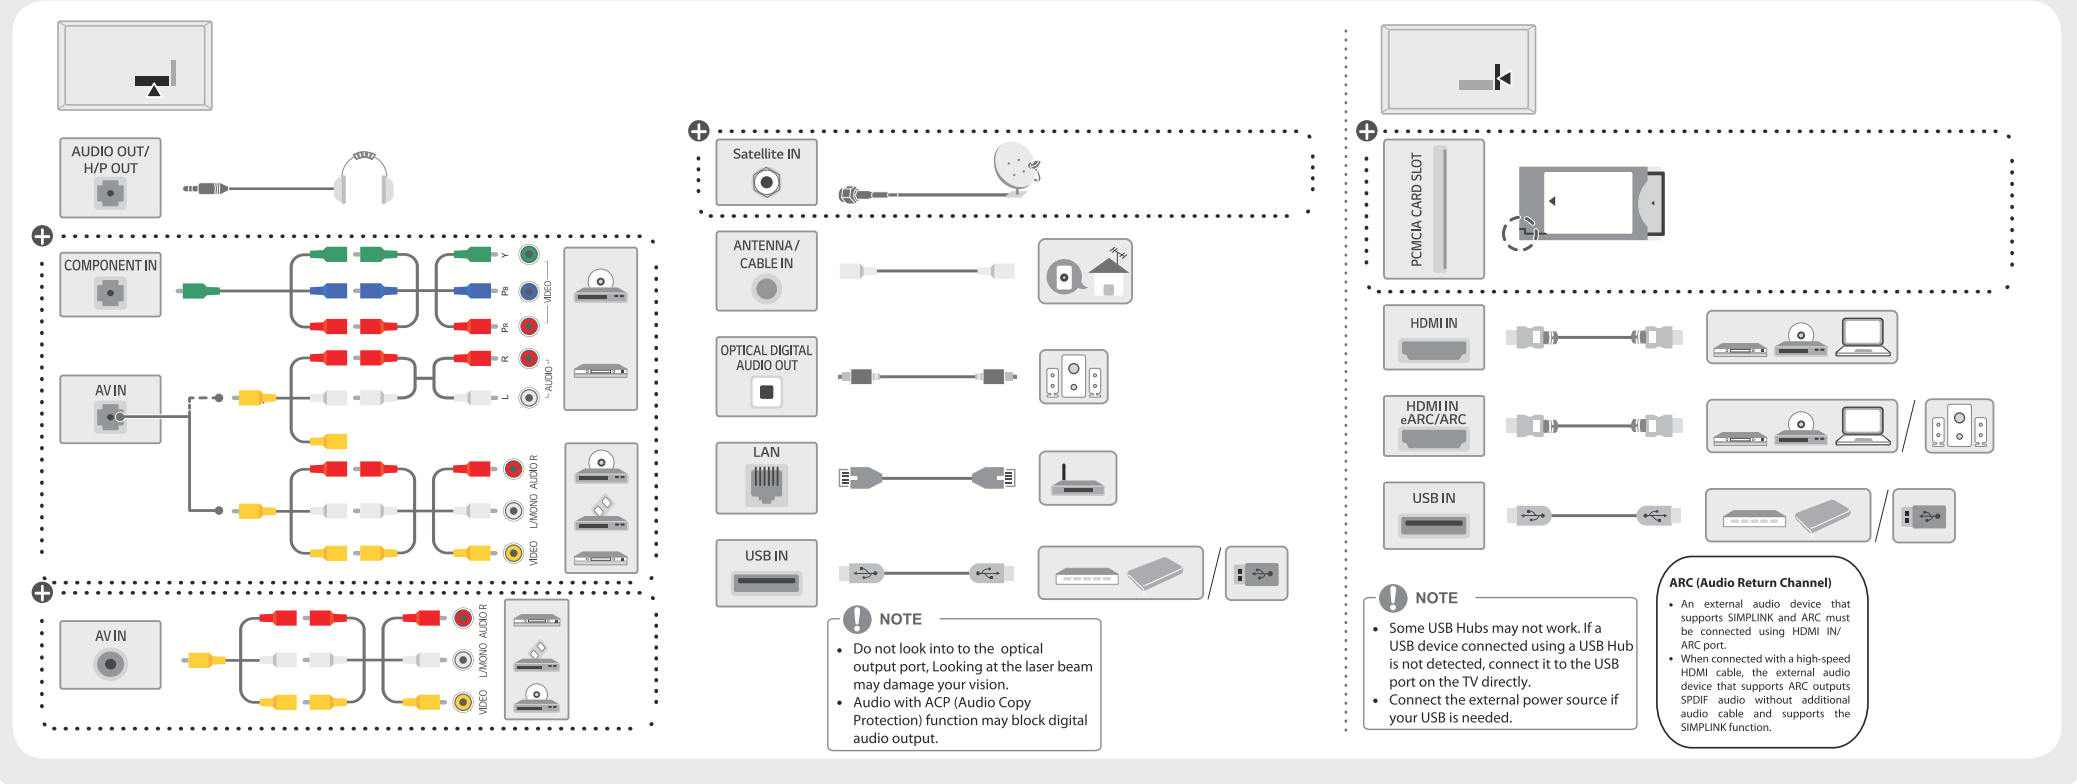 AUDIO OUT/
H/P OUT
COMPONENT IN
Y
PB
PR
VIDEO
R
L
AUDIO
AV IN
AUDIO R
L/MONO
VIDEO
AV IN
AUDIO R
L/MONO
VIDEO
Satellite IN
ANTENNA /
CABLE IN
OPTICAL DIGITAL
AUDIO OUT
LAN
USB IN
! NOTE
• Do not look into to the optical
output port, Looking at the laser beam
may damage your vision.
• Audio with ACP (Audio Copy
Protection) function may block digital
audio output.
PCMCIA CARD SLOT
HDMI IN
HDMI IN
eARC/ARC
USB IN
! NOTE
• Some USB Hubs may not work. If a
USB device connected using a USB Hub
is not detected, connect it to the USB
port on the TV directly.
• Connect the external power source if
your USB is needed.
ARC (Audio Return Channel)
• An external audio device that
supports SIMPLINK and ARC must
be connected using HDMI IN/
ARC port.
• When connected with a high-speed
HDMI cable, the external audio
device that supports ARC outputs
SPDIF audio without additional
audio cable and supports the
SIMPLINK function.